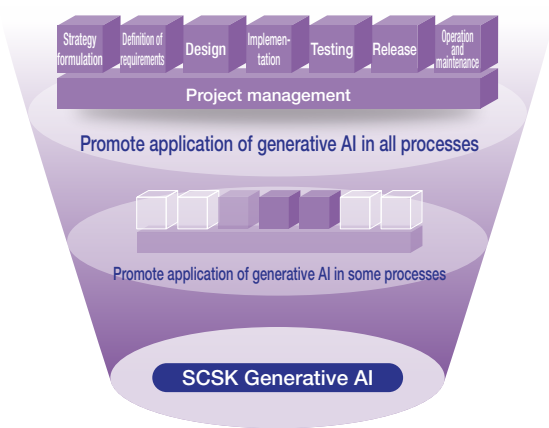 Strategy
formulation
Definition of
requirements
Design
Implemen-
tation
Testing
Release
Operation
and
maintenance
Project management
Promote application of generative AI in all processes
Promote application of generative AI in some processes
SCSK Generative AI